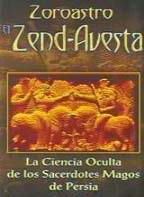 Zoroastro
El
Zend-Avesta
La Ciencia Oculta
de los Sacerdotes Magos
de Persia